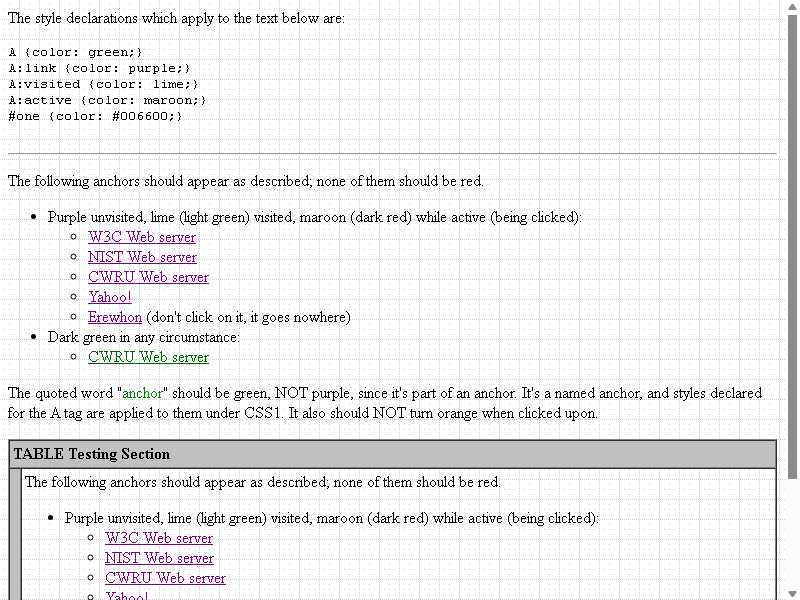 The style declarations which apply to the text below are:
A {color: green;}
A:link {color: purple;}
A:visited {color: lime;}
A:active {color: maroon;}
#one {color: #006600;}
The following anchors should appear as described; none of them should be red.
Purple unvisited, lime (light green) visited, maroon (dark red) while active (being clicked):
W3C Web server
NIST Web server
CWRU Web server
Yahoo!
Erewhon (don't click on it, it goes nowhere)
Dark green in any circumstance:
CWRU Web server
The quoted word "anchor" should be green, NOT purple, since it's part of an anchor. It's a named anchor, and styles declared
for the A tag are applied to them under CSS1. It also should NOT turn orange when clicked upon.
TABLE Testing Section
The following anchors should appear as described; none of them should be red.
Purple unvisited, lime (light green) visited, maroon (dark red) while active (being clicked):
W3C Web server
NIST Web server
CWRU Web server
Yahoo!